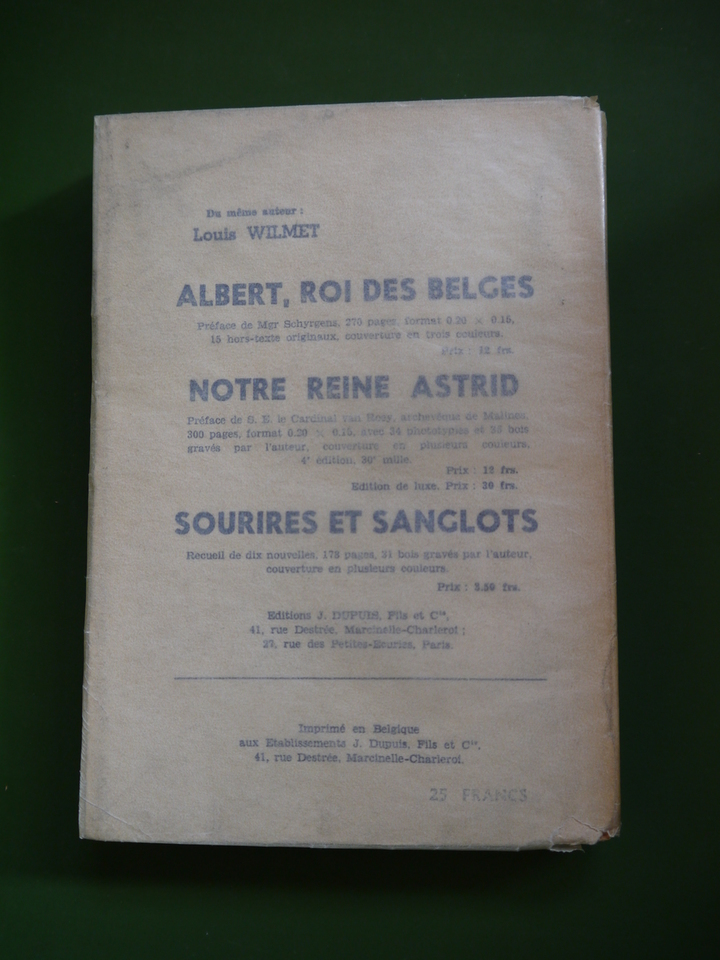 Du même auteur :
Louis WILMET
ALBERT, ROI DES BELGES
Préface de Mgr Schyrgens, 270 pages, format 0.20 × 0.15,
15 hors-texte originaux, couverture en trois couleurs.
Prix : 12 frs.
NOTRE REINE ASTRID
Préface de S. E. le Cardinal van Roey, archevêque de Malines,
300 pages, format 0.20 × 0.15, avec 34 phototypies et 33 bois
gravés par l'auteur, couverture en plusieurs couleurs,
4e édition, 30e mille.
Prix : 12 frs.
Edition de luxe. Prix : 30 frs.
SOURIRES ET SANGLOTS
Recueil de dix nouvelles, 178 pages, 31 bois gravés par l'auteur,
couverture en plusieurs couleurs.
Prix : 3.50 frs.
Editions J. DUPUIS, Fils et Cie,
41, rue Destrée, Marcinelle-Charleroi ;
27, rue des Petites-Ecuries, Paris.
Imprimé en Belgique
aux Etablissements J. Dupuis, Fils et Cie,
41, rue Destrée, Marcinelle-Charleroi.
25 FRANCS